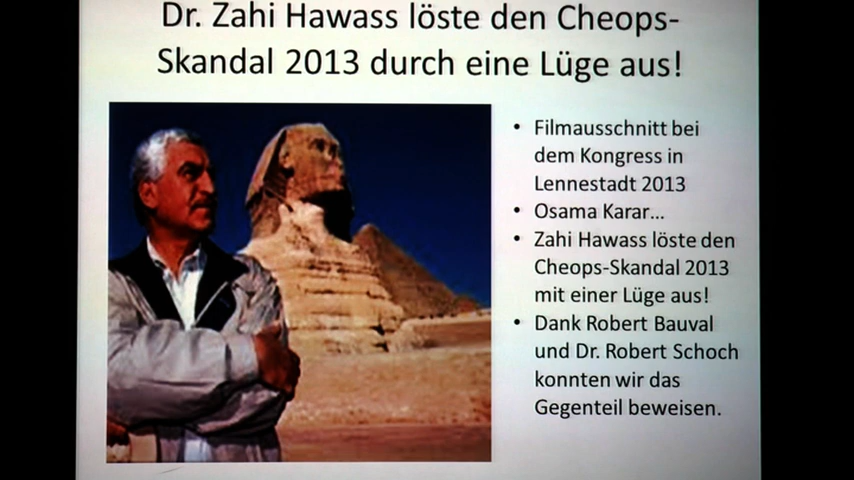 Dr. Zahi Hawass löste den Cheops-
Skandal 2013 durch eine Lüge aus!
• Filmausschnitt bei
dem Kongress in
Lennestadt 2013
• Osama Karar...
• Zahi Hawass löste den
Cheops-Skandal 2013
mit einer Lüge aus!
• Dank Robert Bauval
und Dr. Robert Schoch
konnten wir das
Gegenteil beweisen.